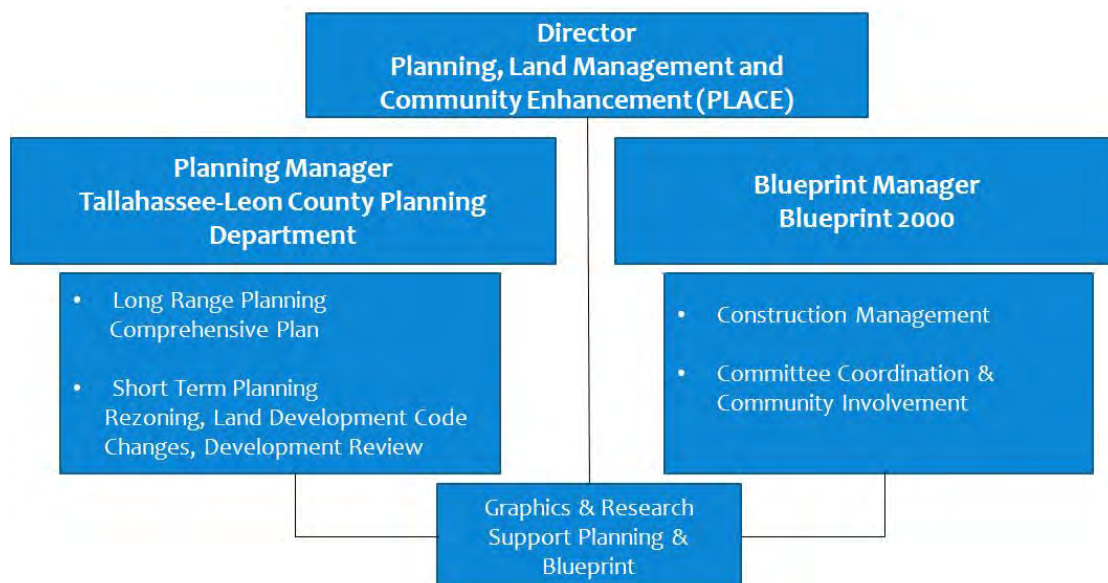 Director
Planning, Land Management and
Community Enhancement (PLACE)
Planning Manager
Tallahassee-Leon County Planning
Department
• Long Range Planning
Comprehensive Plan
• Short Term Planning
Rezoning, Land Development Code
Changes, Development Review
Blueprint Manager
Blueprint 2000
• Construction Management
• Committee Coordination &
Community Involvement
Graphics & Research
Support Planning &
Blueprint